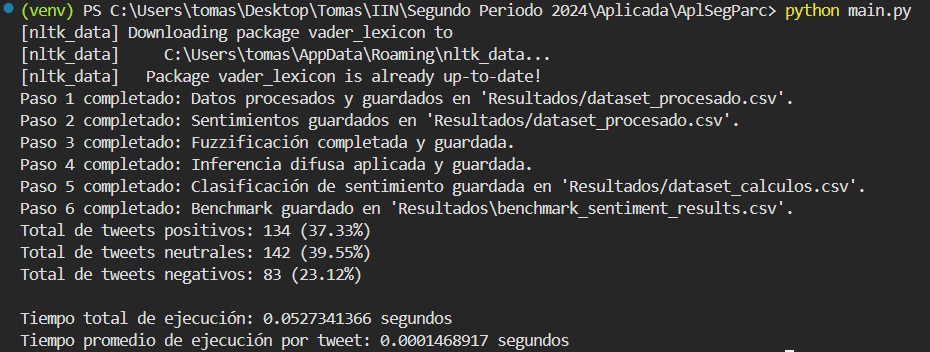 (venv) PS C:\Users\tomas\Desktop\Tomas\IIN\Segundo Periodo 2024\Aplicada\AplSegParc> python main.py
[nltk_data] Downloading package vader_lexicon to
[nltk_data]     C:\Users\tomas\AppData\Roaming\nltk_data...
[nltk_data]   Package vader_lexicon is already up-to-date!
Paso 1 completado: Datos procesados y guardados en 'Resultados/dataset_procesado.csv'.
Paso 2 completado: Sentimientos guardados en 'Resultados/dataset_procesado.csv'.
Paso 3 completado: Fuzzificación completada y guardada.
Paso 4 completado: Inferencia difusa aplicada y guardada.
Paso 5 completado: Clasificación de sentimiento guardada en 'Resultados/dataset_calculos.csv'.
Paso 6 completado: Benchmark guardado en 'Resultados\benchmark_sentiment_results.csv'.
Total de tweets positivos: 134 (37.33%)
Total de tweets neutrales: 142 (39.55%)
Total de tweets negativos: 83 (23.12%)
Tiempo total de ejecución: 0.0527341366 segundos
Tiempo promedio de ejecución por tweet: 0.0001468917 segundos